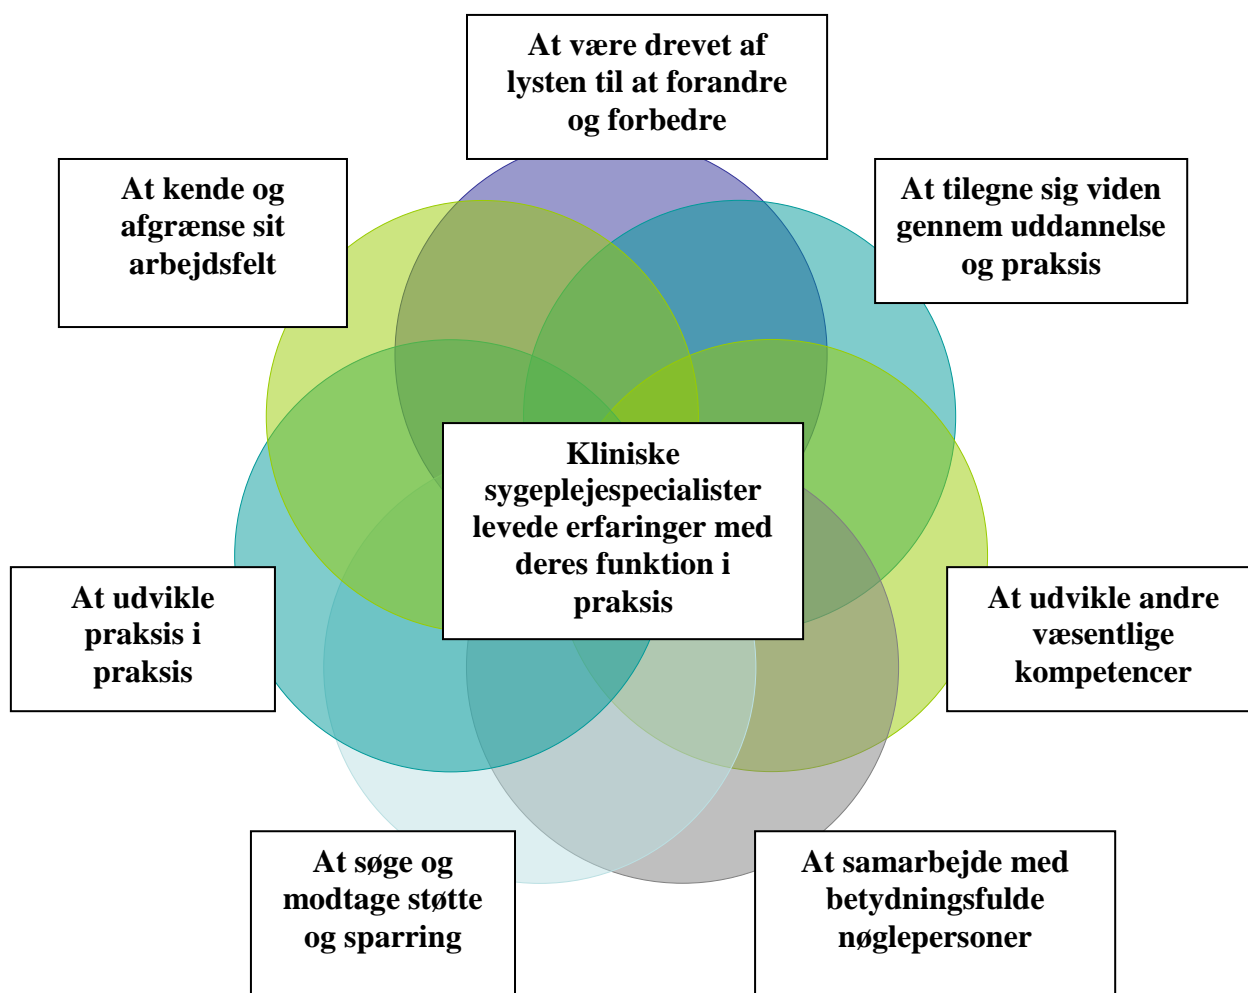 At være drevet af
lysten til at forandre
og forbedre
At kende og
afgrænse sit
arbejdsfelt
At tilegne sig viden
gennem uddannelse
og praksis
Kliniske
sygeplejespecialister
levede erfaringer med
deres funktion i
praksis
At udvikle
praksis i
praksis
At udvikle andre
væsentlige
kompetencer
At søge og
modtage støtte
og sparring
At samarbejde med
betydningsfulde
nøglepersoner